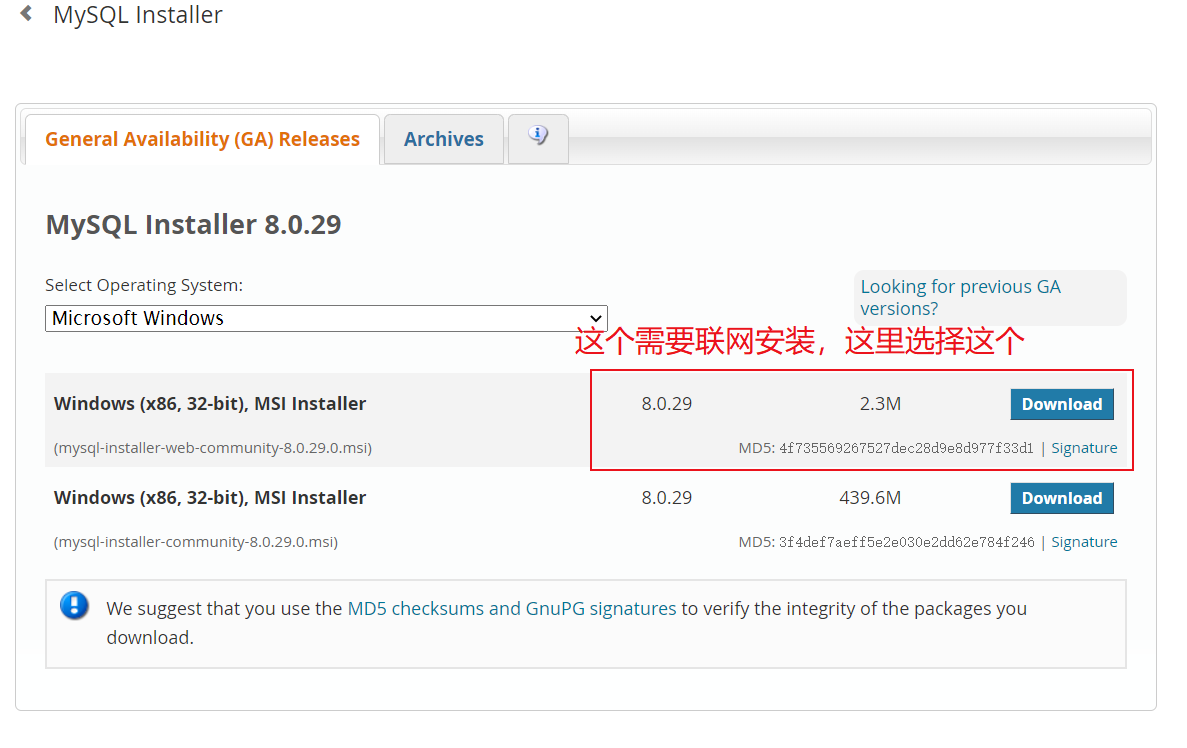 MySQL Installer
General Availability (GA) Releases
Archives
MySQL Installer 8.0.29
Select Operating System:
Microsoft Windows
Looking for previous GA
versions?
这个需要联网安装，这里选择这个
Windows (x86, 32-bit), MSI Installer 8.0.29 2.3M Download
(mysql-installer-web-community-8.0.29.0.msi) MD5: 4f735569267527dec28d9e8d977f33d1 | Signature
Windows (x86, 32-bit), MSI Installer 8.0.29 439.6M Download
(mysql-installer-community-8.0.29.0.msi) MD5: 3f4def7aeff5e2e030e2dd62e784f246 | Signature
We suggest that you use the MD5 checksums and GnuPG signatures to verify the integrity of the packages you
download.